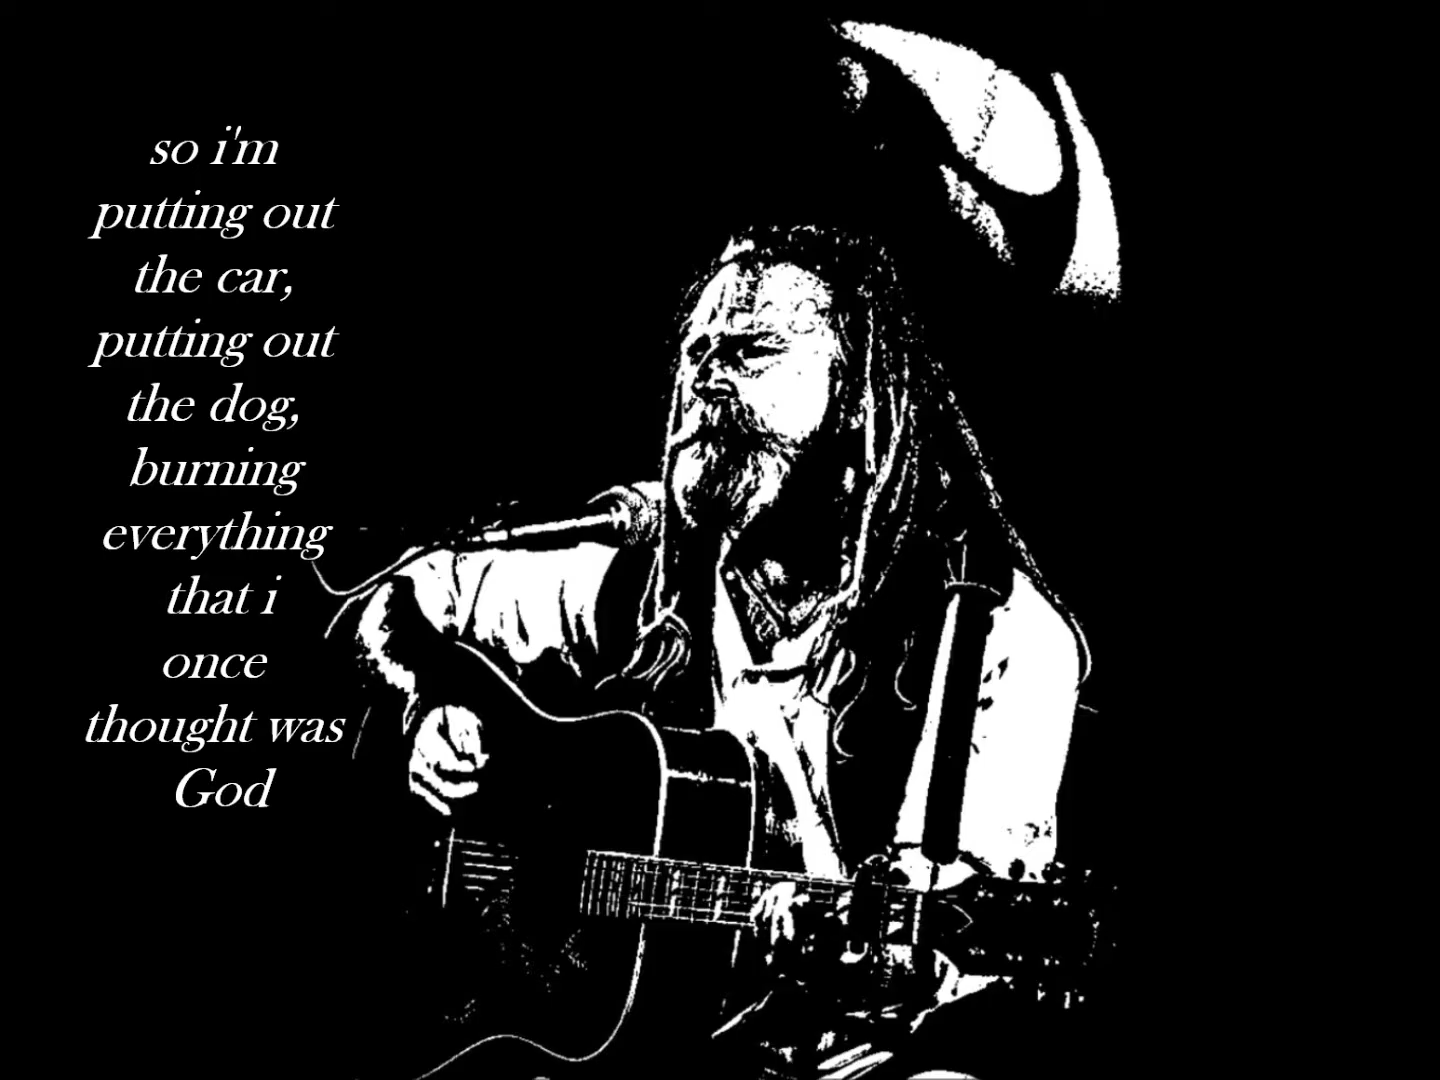 so i'm
putting out
the car,
putting out
the dog,
burning
everything
that i
once
thought was
God